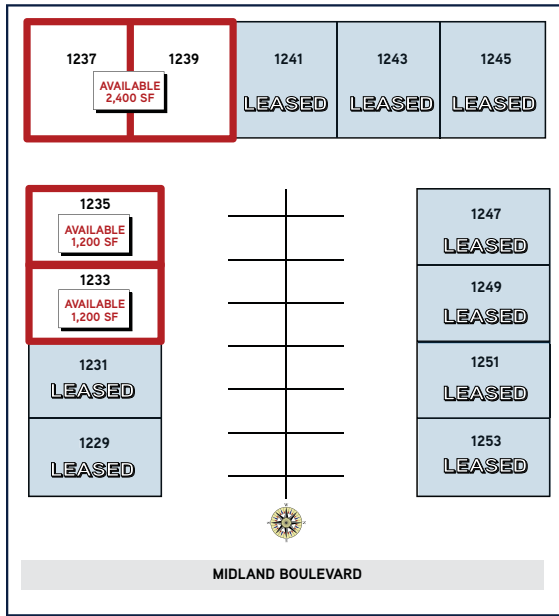 1237
1239
AVAILABLE
2,400 SF
1241
LEASED
1243
LEASED
1245
LEASED
1235
AVAILABLE
1,200 SF
1233
AVAILABLE
1,200 SF
1231
LEASED
1229
LEASED
1247
LEASED
1249
LEASED
1251
LEASED
1253
LEASED
MIDLAND BOULEVARD